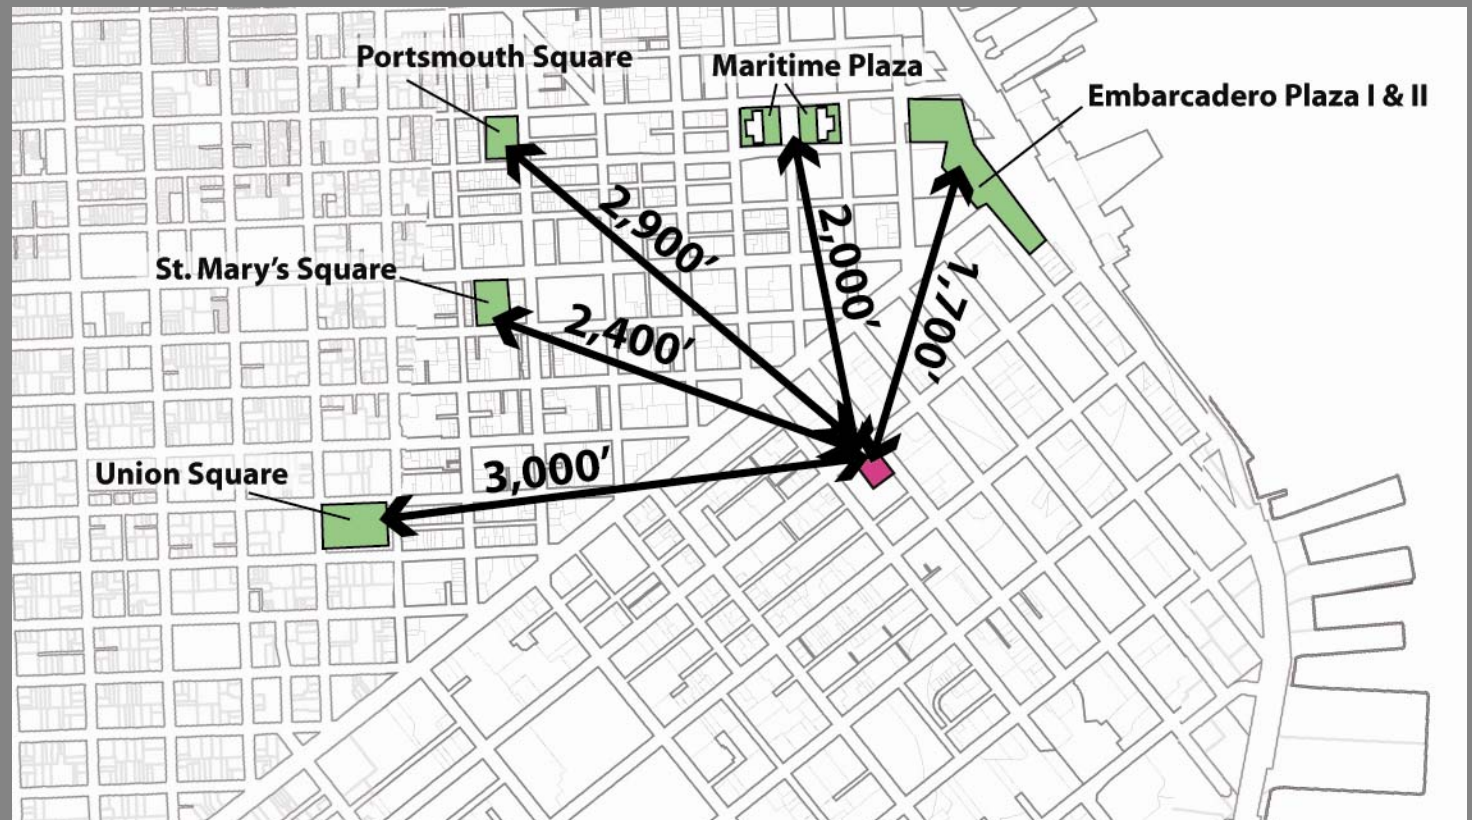 Portsmouth Square
Maritime Plaza
Embarcadero Plaza I & II
2,900’
2,000’
1,700’
St. Mary’s Square
2,400’
Union Square
3,000’